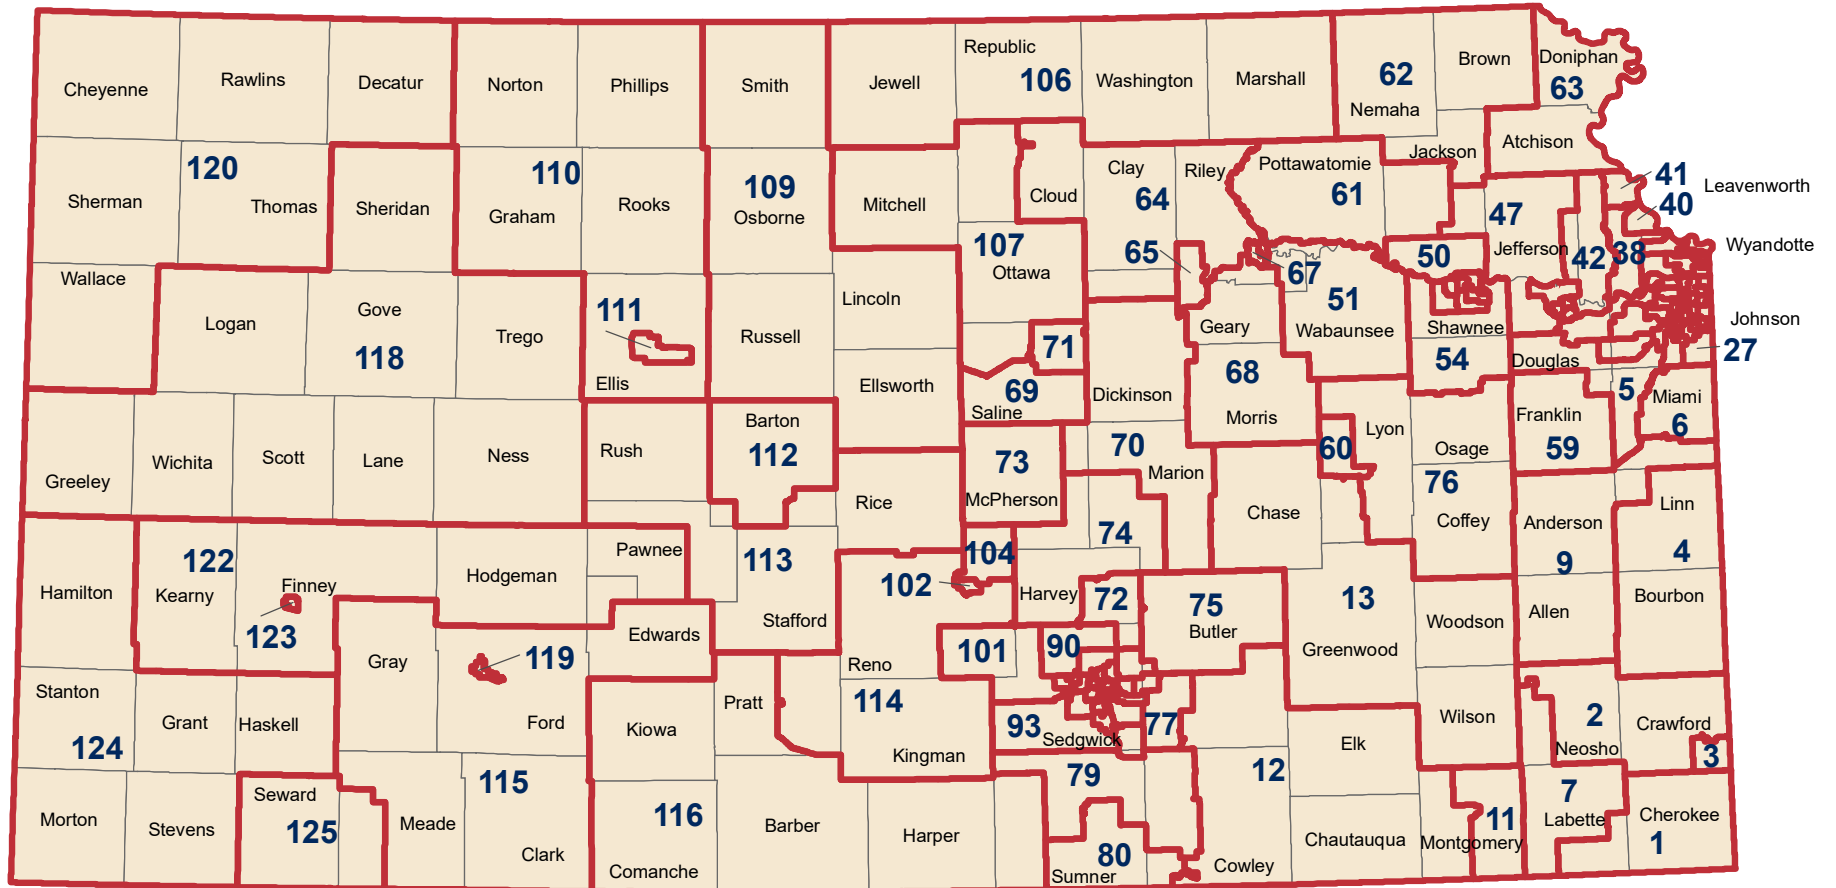 Cheyenne
Rawlins
Decatur
Norton
Phillips
Smith
Jewell
Republic
106
Washington
Marshall
62
Nemaha
Brown
Doniphan
63
Sherman
120
Thomas
Sheridan
110
Graham
Rooks
109
Osborne
Mitchell
Cloud
Clay
64
Riley
Pottawatomie
61
Jackson
Atchison
41
Leavenworth
40
47
Jefferson
42
38
Wyandotte
Wallace
Logan
Gove
118
Trego
111
Ellis
Russell
Lincoln
107
Ottawa
65
67
51
Wabaunsee
50
Shawnee
54
Douglas
Johnson
27
Geary
71
Ellsworth
69
Saline
Dickinson
68
Morris
5
Miami
6
Greeley
Wichita
Scott
Lane
Ness
Rush
Barton
112
Rice
73
McPherson
70
Marion
Chase
60
Lyon
Osage
76
Coffey
Franklin
59
Anderson
9
Linn
4
Hamilton
122
Kearny
Finney
123
Hodgeman
Pawnee
113
Stafford
Edwards
102
104
74
Harvey
72
75
Butler
13
Greenwood
Woodson
Allen
Bourbon
Stanton
124
Grant
Haskell
Gray
119
Ford
Kiowa
Pratt
Reno
114
Kingman
101
90
93
Sedgwick
77
Elk
Wilson
2
Neosho
Crawford
3
Morton
Stevens
Seward
125
Meade
115
Clark
116
Comanche
Barber
Harper
79
80
Sumner
12
Cowley
Chautauqua
11
Montgomery
7
Labette
Cherokee
1